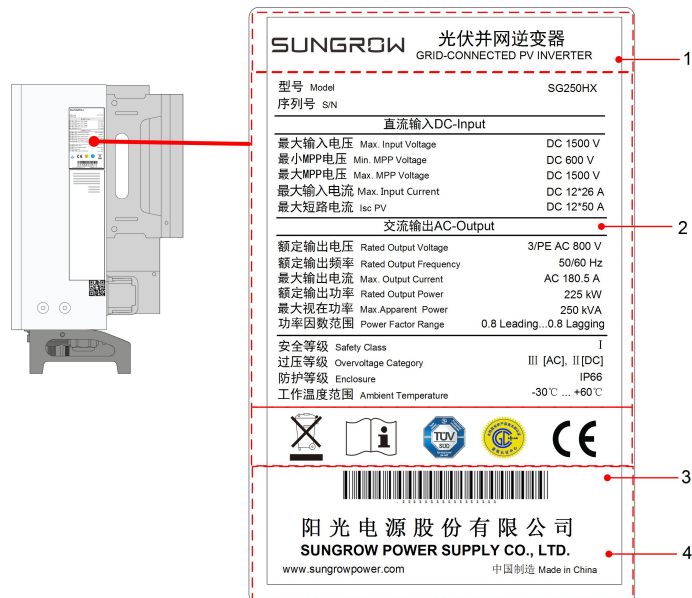 SUNGROW
光伏并网逆变器
GRID-CONNECTED PV INVERTER
1
型号 Model SG250HX
序列号 S/N
直流输入DC-Input
最大输入电压 Max. Input Voltage DC 1500 V
最小MPP电压 Min. MPP Voltage DC 600 V
最大MPP电压 Max. MPP Voltage DC 1500 V
最大输入电流 Max. Input Current DC 12*26 A
最大短路电流 Isc PV DC 12*50 A
交流输出AC-Output
2
额定输出电压 Rated Output Voltage 3/PE AC 800 V
额定输出频率 Rated Output Frequency 50/60 Hz
最大输出电流 Max. Output Current AC 180.5 A
额定输出功率 Rated Output Power 225 kW
最大视在功率 Max.Apparent Power 250 kVA
功率因数范围 Power Factor Range 0.8 Leading...0.8 Lagging
安全等级 Safety Class I
过压等级 Overvoltage Category III [AC], II[DC]
防护等级 Enclosure IP66
工作温度范围 Ambient Temperature -30℃ ... +60℃
i
TÜV
SÜD
CE
3
阳光电源股份有限公司
SUNGROW POWER SUPPLY CO., LTD.
4
www.sungrowpower.com 中国制造 Made in China